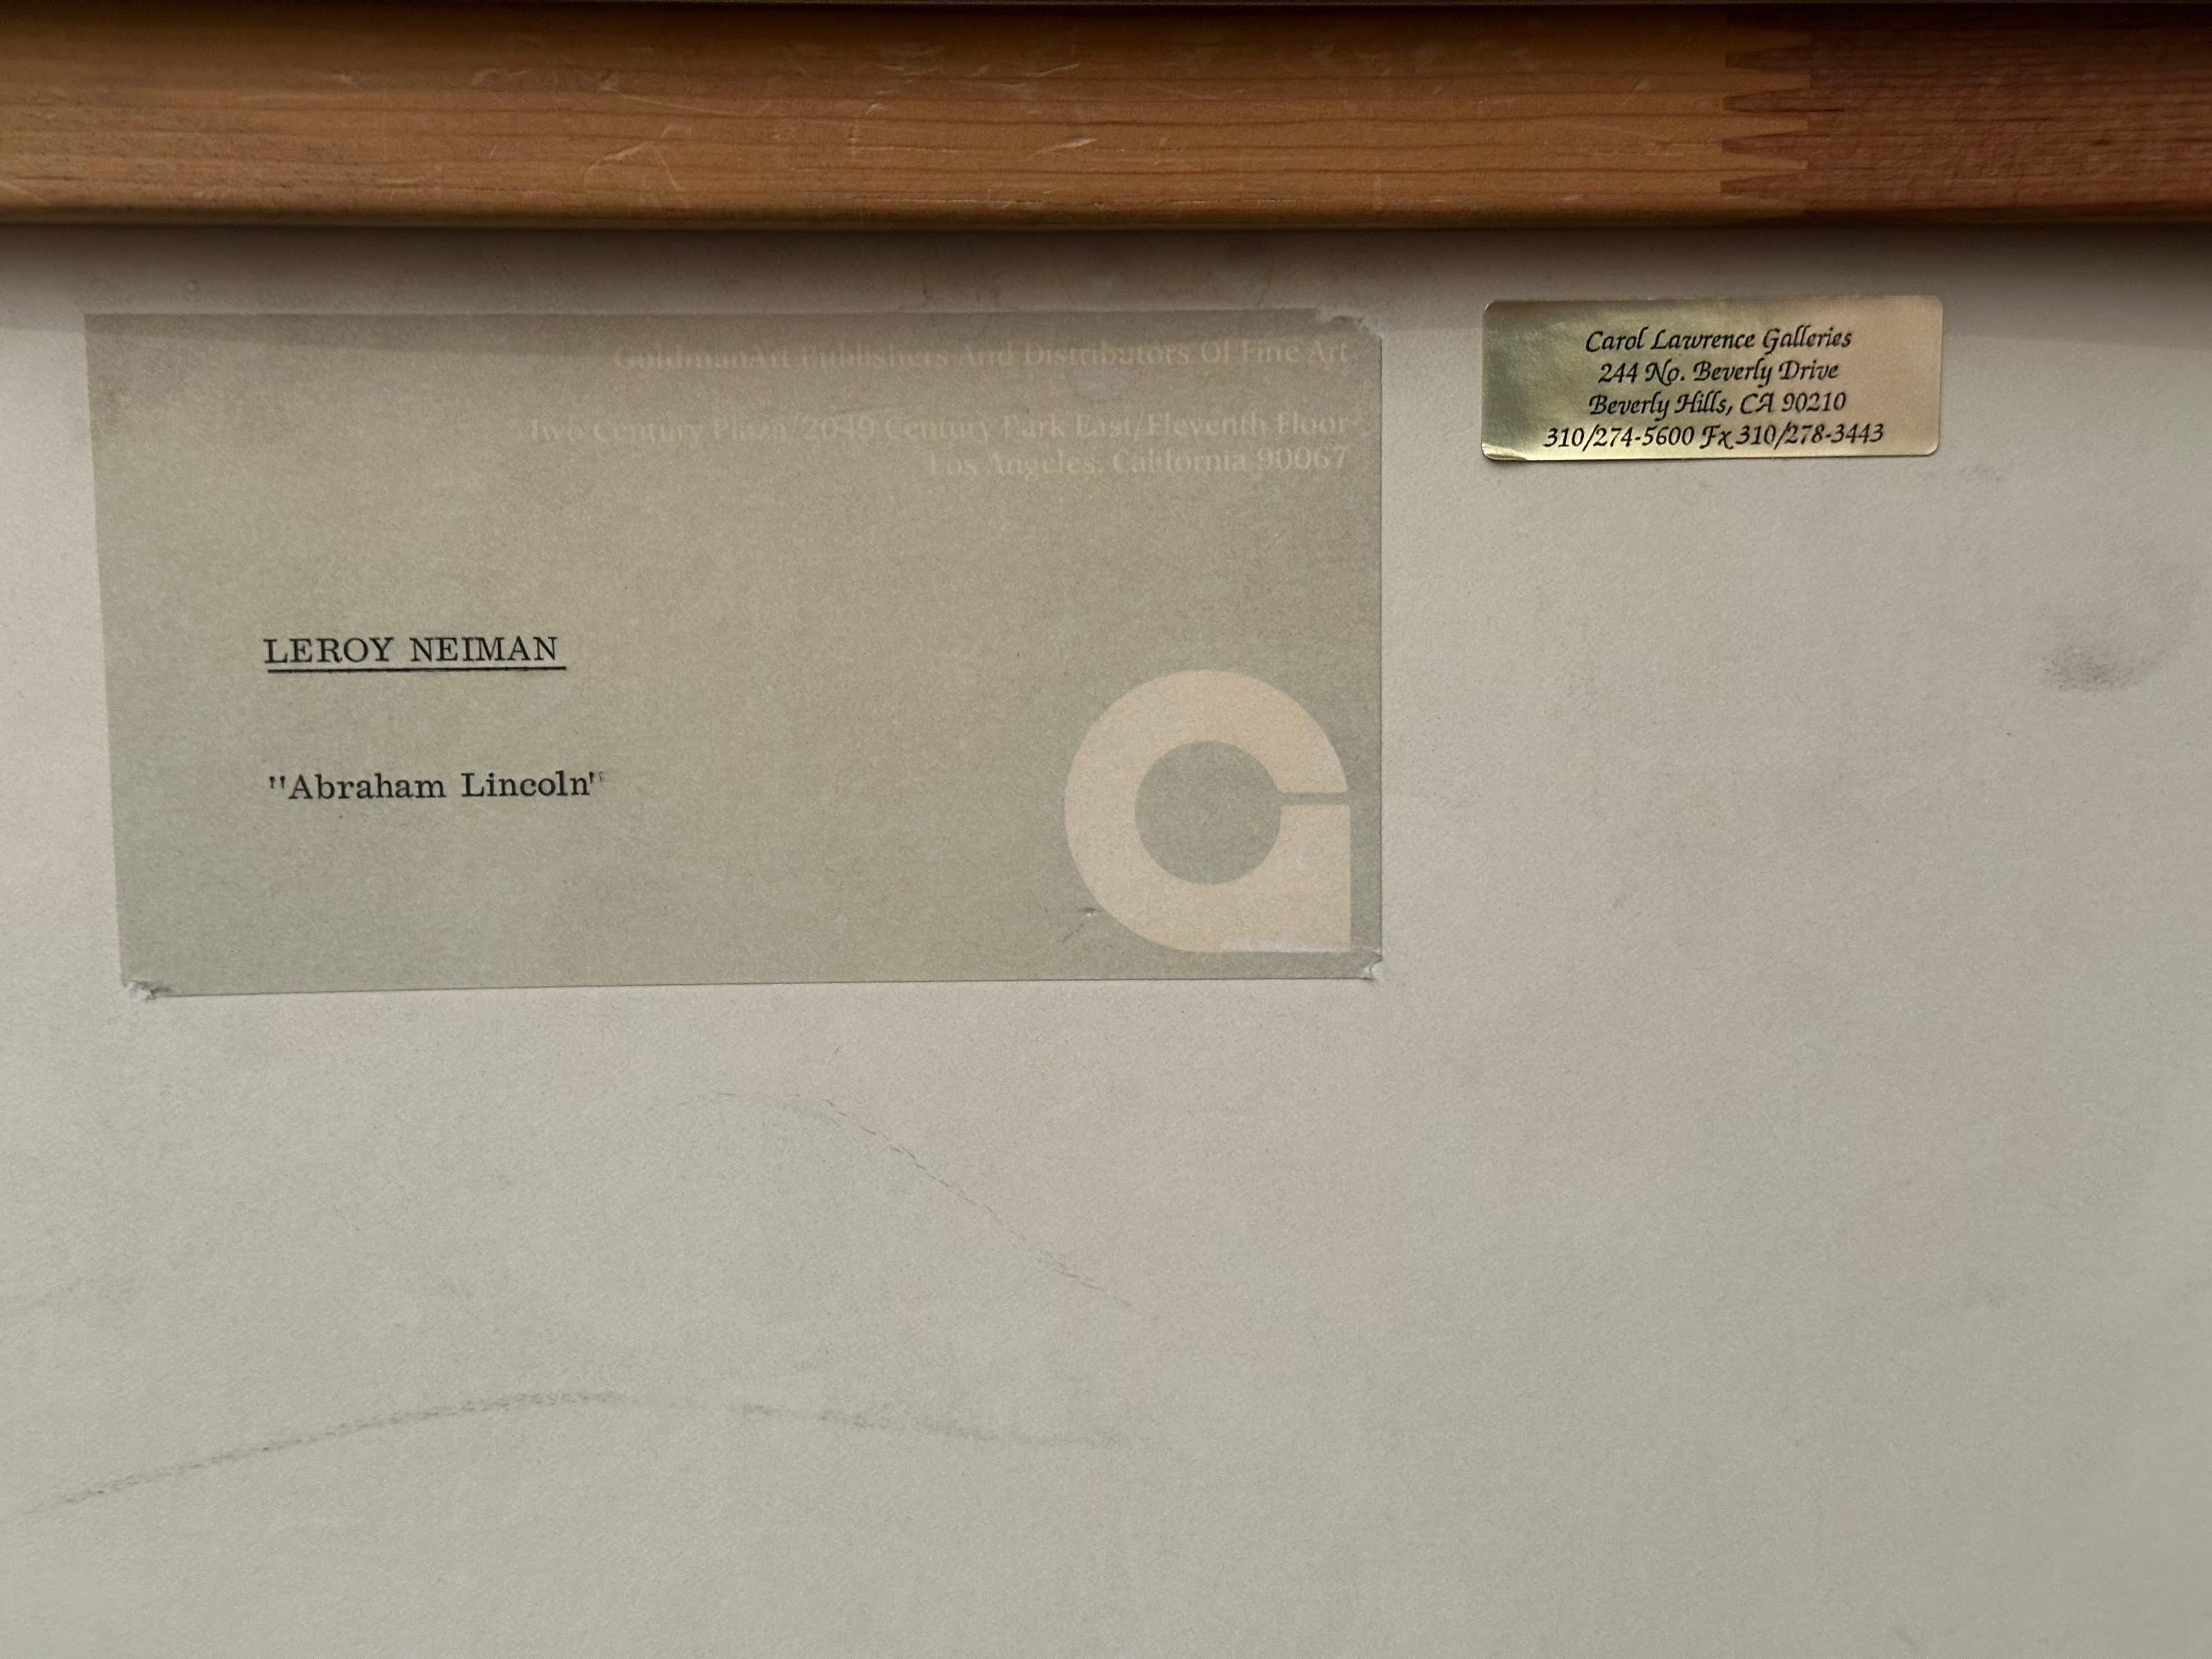 GoldmanArt Publishers and Distributors Of Fine Art
Two Century Plaza/2049 Century Park East/Eleventh Floor
Los Angeles, California 90067
LEROY NEIMAN
"Abraham Lincoln"
Carol Lawrence Galleries
244 No. Beverly Drive
Beverly Hills, CA 90210
310/274-5600 Fx 310/278-3443